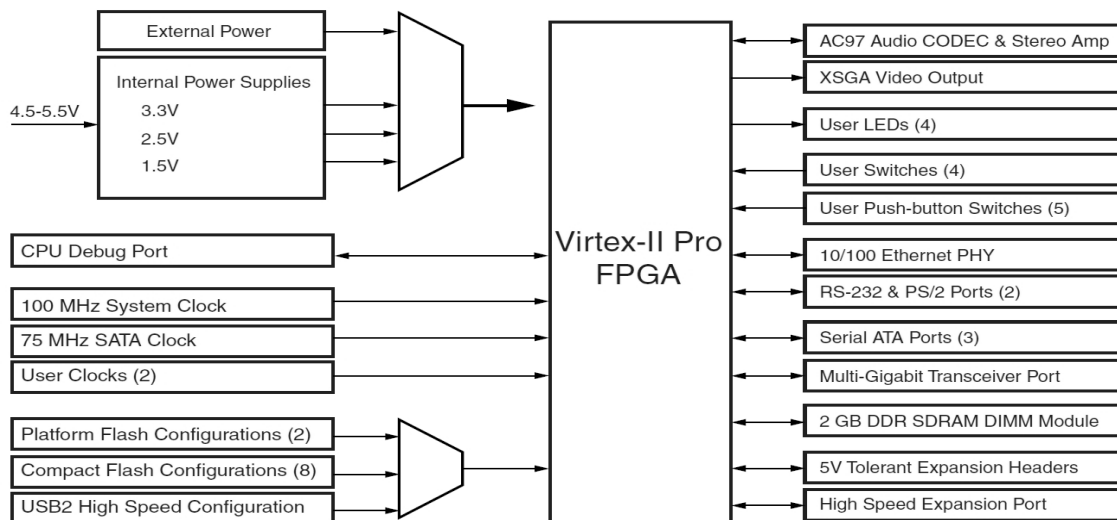 External Power
Internal Power Supplies
4.5-5.5V
3.3V
2.5V
1.5V
CPU Debug Port
100 MHz System Clock
75 MHz SATA Clock
User Clocks (2)
Platform Flash Configurations (2)
Compact Flash Configurations (8)
USB2 High Speed Configuration
Virtex-II Pro
FPGA
AC97 Audio CODEC & Stereo Amp
XSGA Video Output
User LEDs (4)
User Switches (4)
User Push-button Switches (5)
10/100 Ethernet PHY
RS-232 & PS/2 Ports (2)
Serial ATA Ports (3)
Multi-Gigabit Transceiver Port
2 GB DDR SDRAM DIMM Module
5V Tolerant Expansion Headers
High Speed Expansion Port